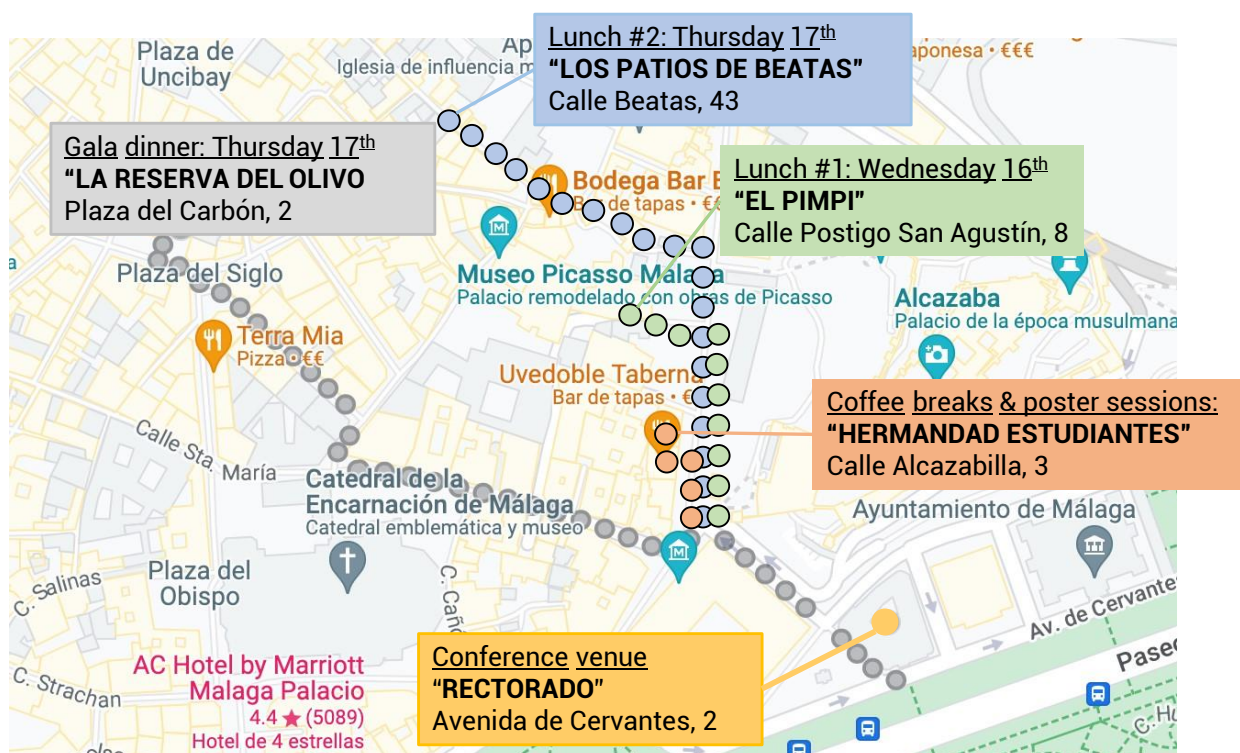 Lunch #2: Thursday 17th
“LOS PATIOS DE BEATAS”
Calle Beatas, 43
Plaza de
Uncibay
Ap
Iglesia de influencia m
aponesa • €€€
Gala dinner: Thursday 17th
“LA RESERVA DEL OLIVO
Plaza del Carbón, 2
Lunch #1: Wednesday 16th
“EL PIMPI”
Calle Postigo San Agustín, 8
Bodega Bar E
Bar de tapas • €€
a
Plaza del Siglo
Museo Picasso Málaga
Palacio remodelado con obras de Picasso
Alcazaba
Palacio de la época musulmana
Terra Mia
Pizza • €€
Uvedoble Taberna
Bar de tapas • €
Coffee breaks & poster sessions:
“HERMANDAD ESTUDIANTES”
Calle Alcazabilla, 3
Calle Sta. María
Catedral de la
Encarnación de Málaga
Catedral emblemática y museo
Ayuntamiento de Málaga
C. Salinas
Plaza del
Obispo
C. Cañó
Av. de Cervantes
Conference venue
“RECTORADO”
Avenida de Cervantes, 2
AC Hotel by Marriott
Malaga Palacio
4.4 ★ (5089)
Hotel de 4 estrellas
C. Strachan
Paseo
C. Hu